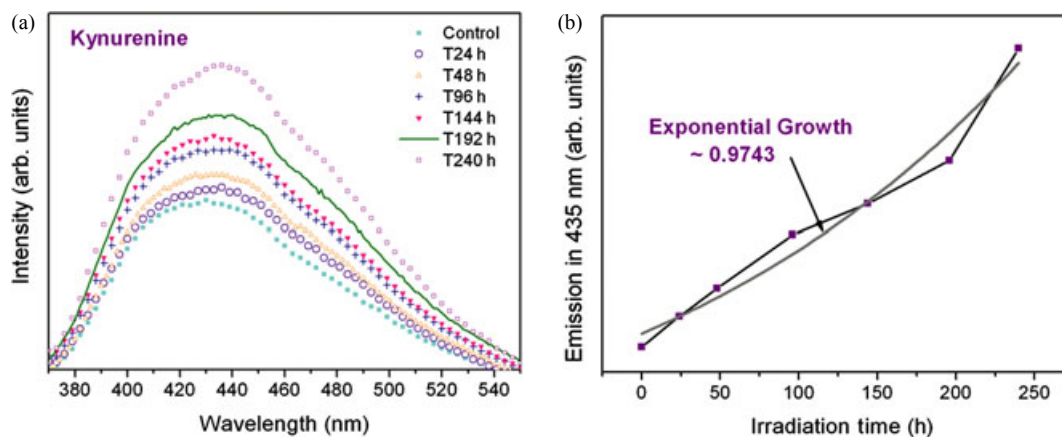 (a)
Kynurenine
Control
T24 h
T48 h
T96 h
T144 h
T192 h
T240 h
Intensity (arb. units)
380 400 420 440 460 480 500 520 540
Wavelength (nm)
(b)
Exponential Growth
~ 0.9743
Emission in 435 nm (arb. units)
0 50 100 150 200 250
Irradiation time (h)